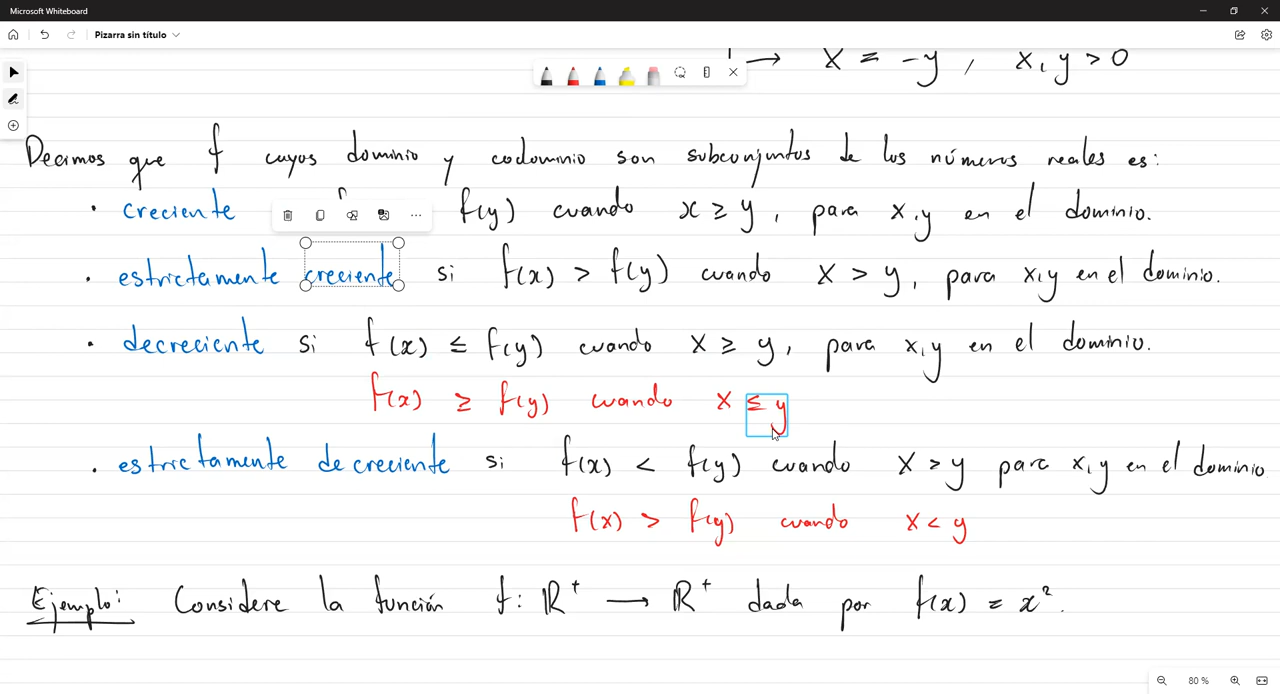 Microsoft Whiteboard
Pizarra sin título
→ x = -y , x, y > 0
Decimos que f cuyos dominio y codominio son subconjuntos de los números reales es:
· creciente f(y) cuando x ≥ y, para x, y en el dominio.
· estrictamente creciente si f(x) > f(y) cuando x > y, para x, y en el dominio.
· decreciente si f(x) ≤ f(y) cuando x ≥ y, para x, y en el dominio.
f(x) ≥ f(y) cuando x ≤ y
· estrictamente decreciente si f(x) < f(y) cuando x > y para x, y en el dominio
f(x) > f(y) cuando x < y
Ejemplo: Considere la función f: ℝ⁺ → ℝ⁺ dada por f(x) = x².
80 %